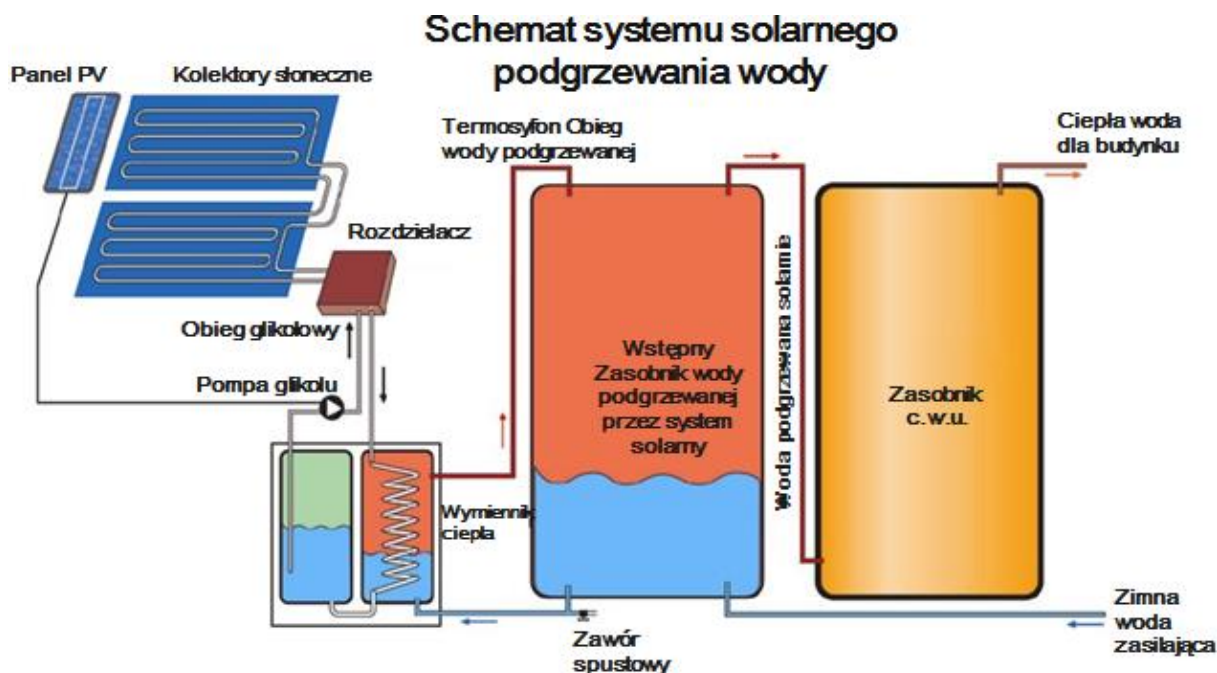 Schemat systemu solarnego
podgrzewania wody
Panel PV
Kolektory słoneczne
Termosyfon Obieg
wody podgrzewanej
Ciepła woda
dla budynku
Rozdzielacz
Obieg glikolowy
Pompa glikolu
Wstępny
Zasobnik wody
podgrzewanej
przez system
solarny
Woda podgrzewana solarnie
Zasobnik
c.w.u.
Wymiennik
ciepła
Zawór
spustowy
Zimna
woda
zasilająca